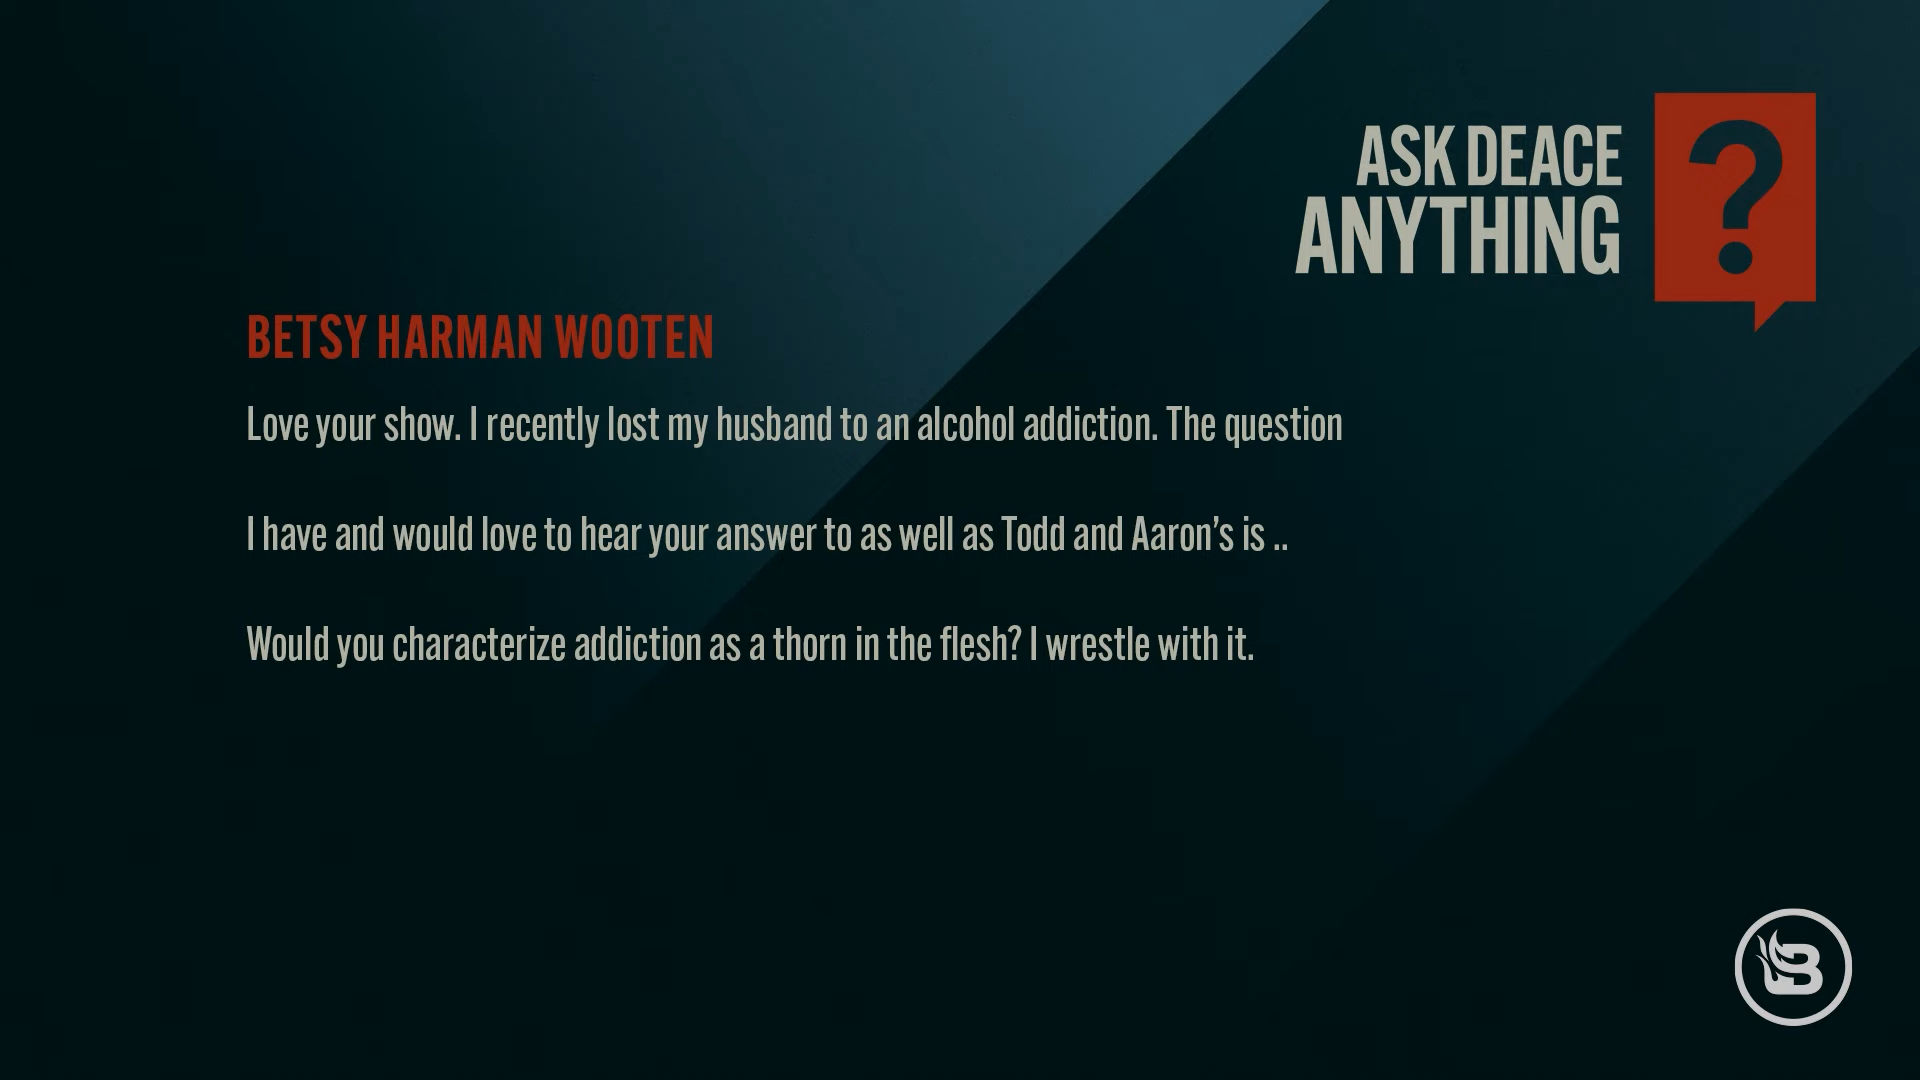 ASK DEACE
ANYTHING
?
BETSY HARMAN WOOTEN
Love your show. I recently lost my husband to an alcohol addiction. The question
I have and would love to hear your answer to as well as Todd and Aaron’s is ..
Would you characterize addiction as a thorn in the flesh? I wrestle with it.
B